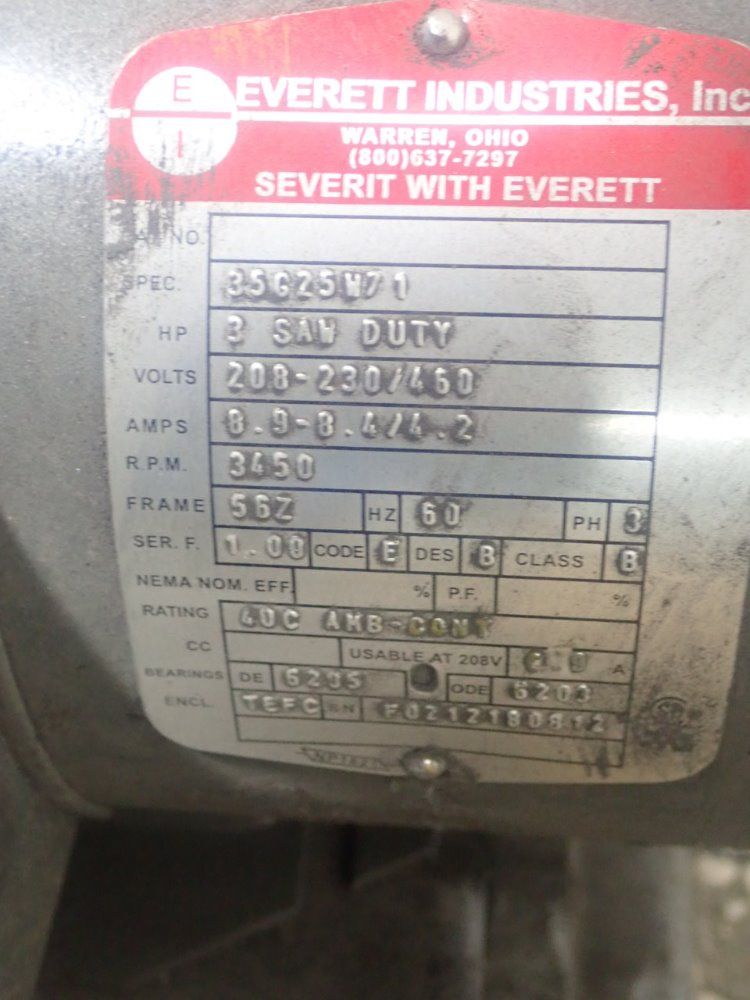 E
I
EVERETT INDUSTRIES, Inc
WARREN, OHIO
(800)637-7297
SEVERIT WITH EVERETT
NO.
SPEC. 35G25W71
HP 3 SAW DUTY
VOLTS 208-230/460
AMPS 8.9-8.4/4.2
R.P.M. 3450
FRAME 56Z HZ 60 PH 3
SER. F. 1.00 CODE E DES B CLASS B
NEMA NOM. EFF. % P.F. %
RATING 40C AMB-CONT
CC USABLE AT 208V A
BEARINGS DE 6205 ODE 6203
ENCL. TEFC SN